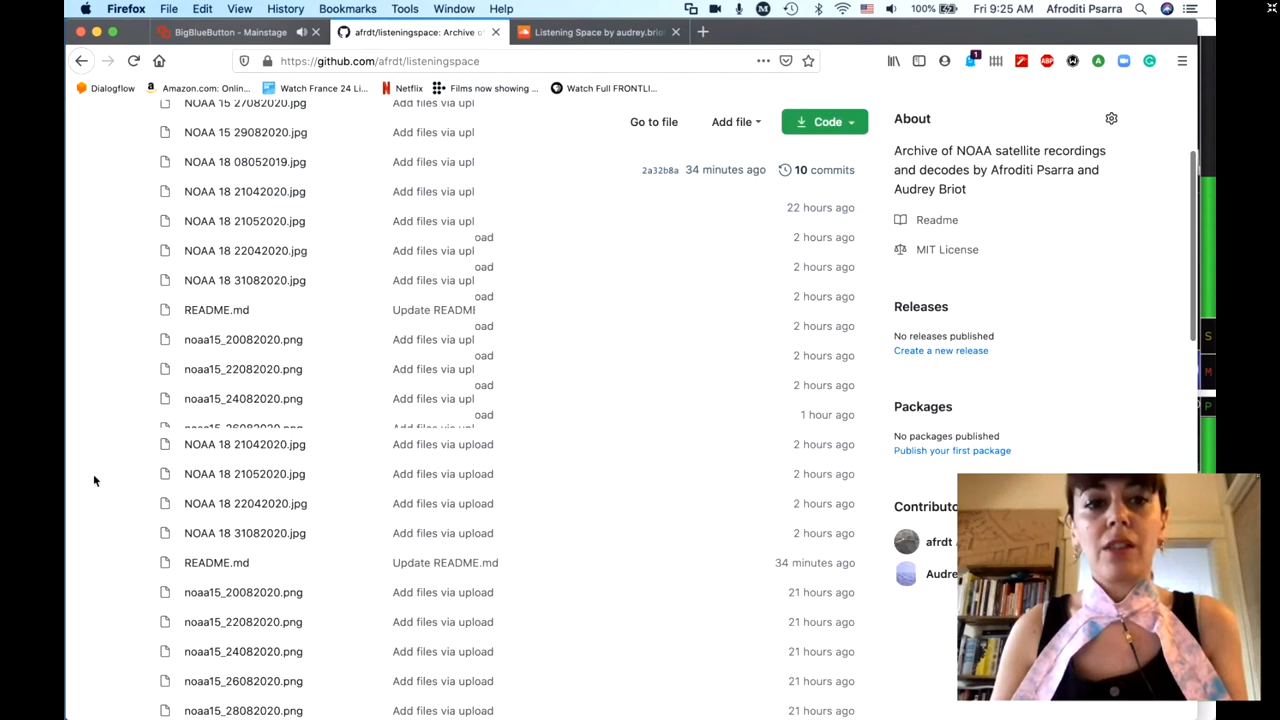 Firefox File Edit View History Bookmarks Tools Window Help 100% Fri 9:25 AM Afroditi Psarra
BigBlueButton - Mainstage afrdt/listeningspace: Archive of Listening Space by audrey.briot
https://github.com/afrdt/listeningspace
Dialogflow Amazon.com: Onlin... Watch France 24 Li... Netflix Films now showing ... Watch Full FRONTLI...
NOAA 15 27082020.jpg Add files via upl
Go to file Add file Code About
NOAA 15 29082020.jpg Add files via upl
Archive of NOAA satellite recordings
and decodes by Afroditi Psarra and
Audrey Briot
NOAA 18 08052019.jpg Add files via upl
2a32b8a 34 minutes ago 10 commits
NOAA 18 21042020.jpg Add files via upl
22 hours ago
Readme
NOAA 18 21052020.jpg Add files via upl
oad 2 hours ago
MIT License
NOAA 18 22042020.jpg Add files via upl
oad 2 hours ago
NOAA 18 31082020.jpg Add files via upl
oad 2 hours ago
Releases
README.md Update README
oad 2 hours ago
No releases published
noaa15_20082020.png Add files via upl
Create a new release
oad 2 hours ago
noaa15_22082020.png Add files via upl
oad 2 hours ago
noaa15_24082020.png Add files via upl
Packages
oad 1 hour ago
No packages published
NOAA 18 21042020.jpg Add files via upload 2 hours ago
Publish your first package
NOAA 18 21052020.jpg Add files via upload 2 hours ago
NOAA 18 22042020.jpg Add files via upload 2 hours ago
Contributo
NOAA 18 31082020.jpg Add files via upload 2 hours ago
afrdt
README.md Update README.md 34 minutes ago
Audre
noaa15_20082020.png Add files via upload 21 hours ago
noaa15_22082020.png Add files via upload 21 hours ago
noaa15_24082020.png Add files via upload 21 hours ago
noaa15_26082020.png Add files via upload 21 hours ago
noaa15_28082020.png Add files via upload 21 hours ago
S
M
P